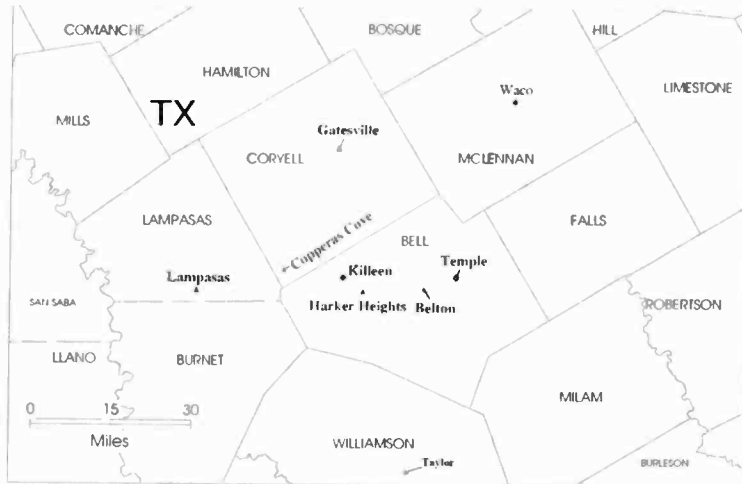 COMANCHE
BOSQUE
HILL
HAMILTON
LIMESTONE
MILLS
TX
Waco
Gatesville
CORYELL
MCLENNAN
LAMPASAS
Copperas Cove
BELL
FALLS
Lampasas
Killeen
Temple
SAN SABA
Harker Heights
Belton
ROBERTSON
LLANO
BURNET
MILAM
0 15 30
Miles
WILLIAMSON
Taylor
BURLESON